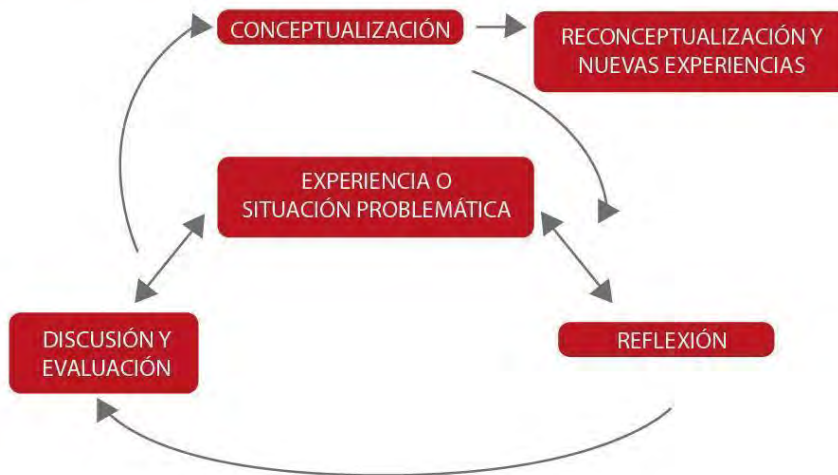 CONCEPTUALIZACIÓN
RECONCEPTUALIZACIÓN Y
NUEVAS EXPERIENCIAS
EXPERIENCIA O
SITUACIÓN PROBLEMÁTICA
DISCUSIÓN Y
EVALUACIÓN
REFLEXIÓN